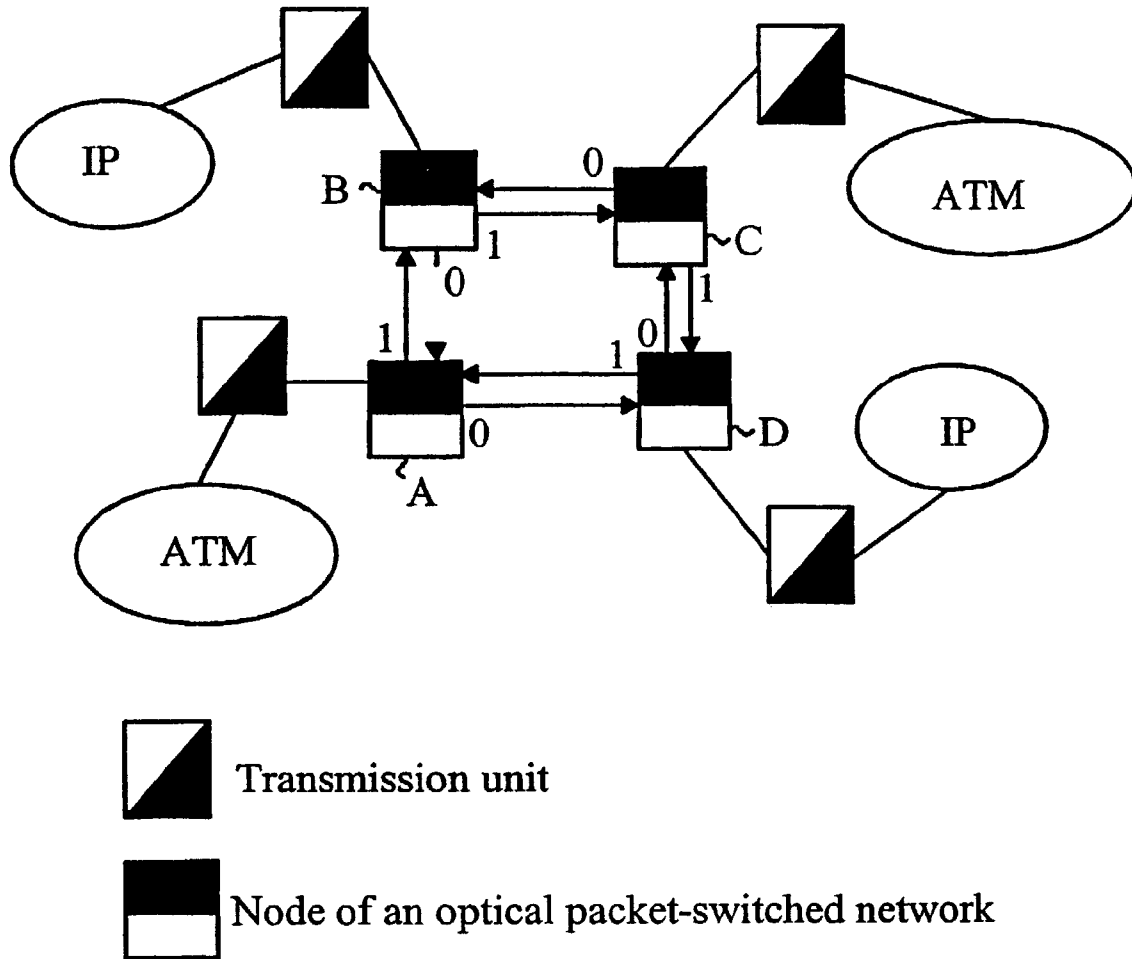 IP
ATM
B
0
1
0
C
1
1
0
1
0
A
D
IP
ATM
Transmission unit
Node of an optical packet-switched network